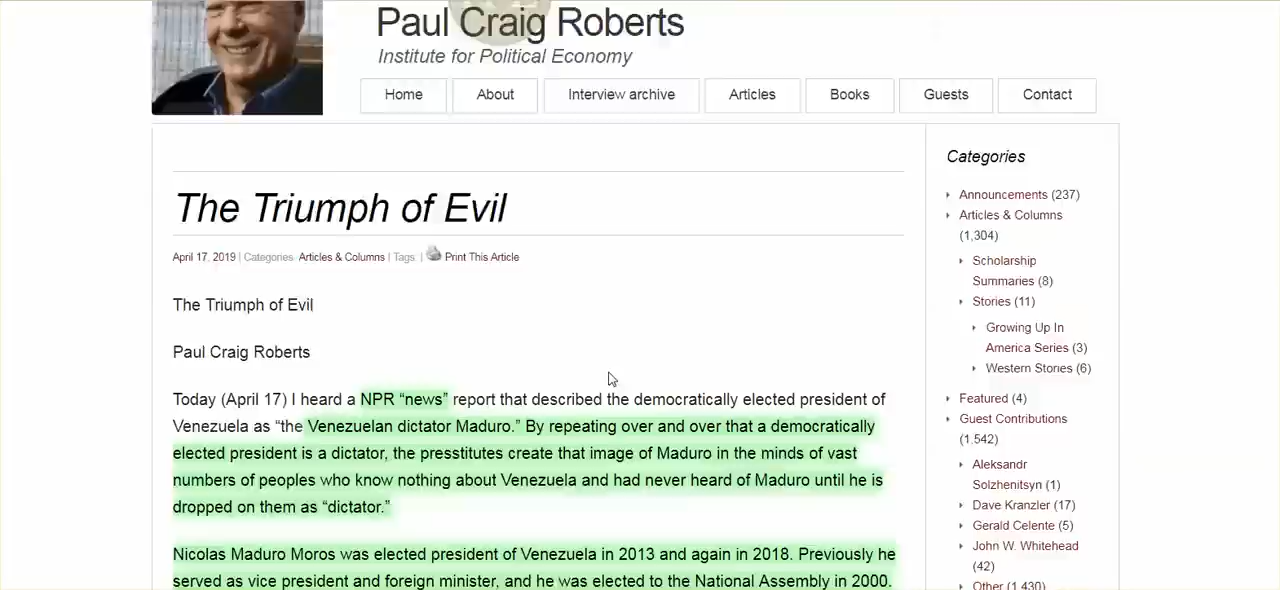 Paul Craig Roberts
Institute for Political Economy
Home About Interview archive Articles Books Guests Contact
The Triumph of Evil
April 17, 2019 | Categories: Articles & Columns | Tags: | Print This Article
The Triumph of Evil
Paul Craig Roberts
Today (April 17) I heard a NPR “news” report that described the democratically elected president of
Venezuela as “the Venezuelan dictator Maduro.” By repeating over and over that a democratically
elected president is a dictator, the presstitutes create that image of Maduro in the minds of vast
numbers of peoples who know nothing about Venezuela and had never heard of Maduro until he is
dropped on them as “dictator.”
Nicolas Maduro Moros was elected president of Venezuela in 2013 and again in 2018. Previously he
served as vice president and foreign minister, and he was elected to the National Assembly in 2000.
Categories
Announcements (237)
Articles & Columns
(1,304)
Scholarship
Summaries (8)
Stories (11)
Growing Up In
America Series (3)
Western Stories (6)
Featured (4)
Guest Contributions
(1,542)
Aleksandr
Solzhenitsyn (1)
Dave Kranzler (17)
Gerald Celente (5)
John W. Whitehead
(42)
Other (1,430)